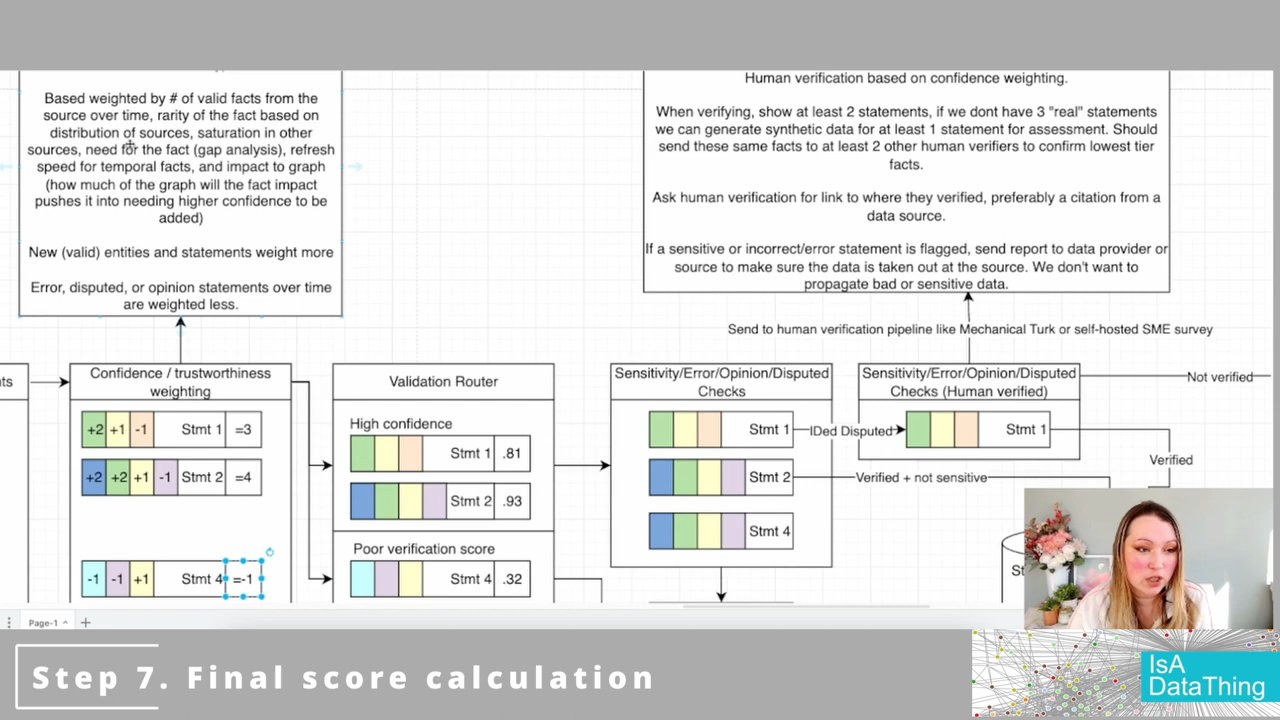 Based weighted by # of valid facts from the
source over time, rarity of the fact based on
distribution of sources, saturation in other
sources, need for the fact (gap analysis), refresh
speed for temporal facts, and impact to graph
(how much of the graph will the fact impact
pushes it into needing higher confidence to be
added)
New (valid) entities and statements weight more
Error, disputed, or opinion statements over time
are weighted less.
Human verification based on confidence weighting.
When verifying, show at least 2 statements, if we dont have 3 "real" statements
we can generate synthetic data for at least 1 statement for assessment. Should
send these same facts to at least 2 other human verifiers to confirm lowest tier
facts.
Ask human verification for link to where they verified, preferably a citation from a
data source.
If a sensitive or incorrect/error statement is flagged, send report to data provider or
source to make sure the data is taken out at the source. We don't want to
propagate bad or sensitive data.
Send to human verification pipeline like Mechanical Turk or self-hosted SME survey
Confidence / trustworthiness
weighting
+2 +1 -1 Stmt 1 =3
+2 +2 +1 -1 Stmt 2 =4
-1 -1 +1 Stmt 4 =-1
Validation Router
High confidence
Stmt 1 .81
Stmt 2 .93
Poor verification score
Stmt 4 .32
Sensitivity/Error/Opinion/Disputed
Checks
Stmt 1
Stmt 2
Stmt 4
IDed Disputed
Verified + not sensitive
Sensitivity/Error/Opinion/Disputed
Checks (Human verified)
Stmt 1
Not verified
Verified
Page-1
Step 7. Final score calculation
IsA
DataThing